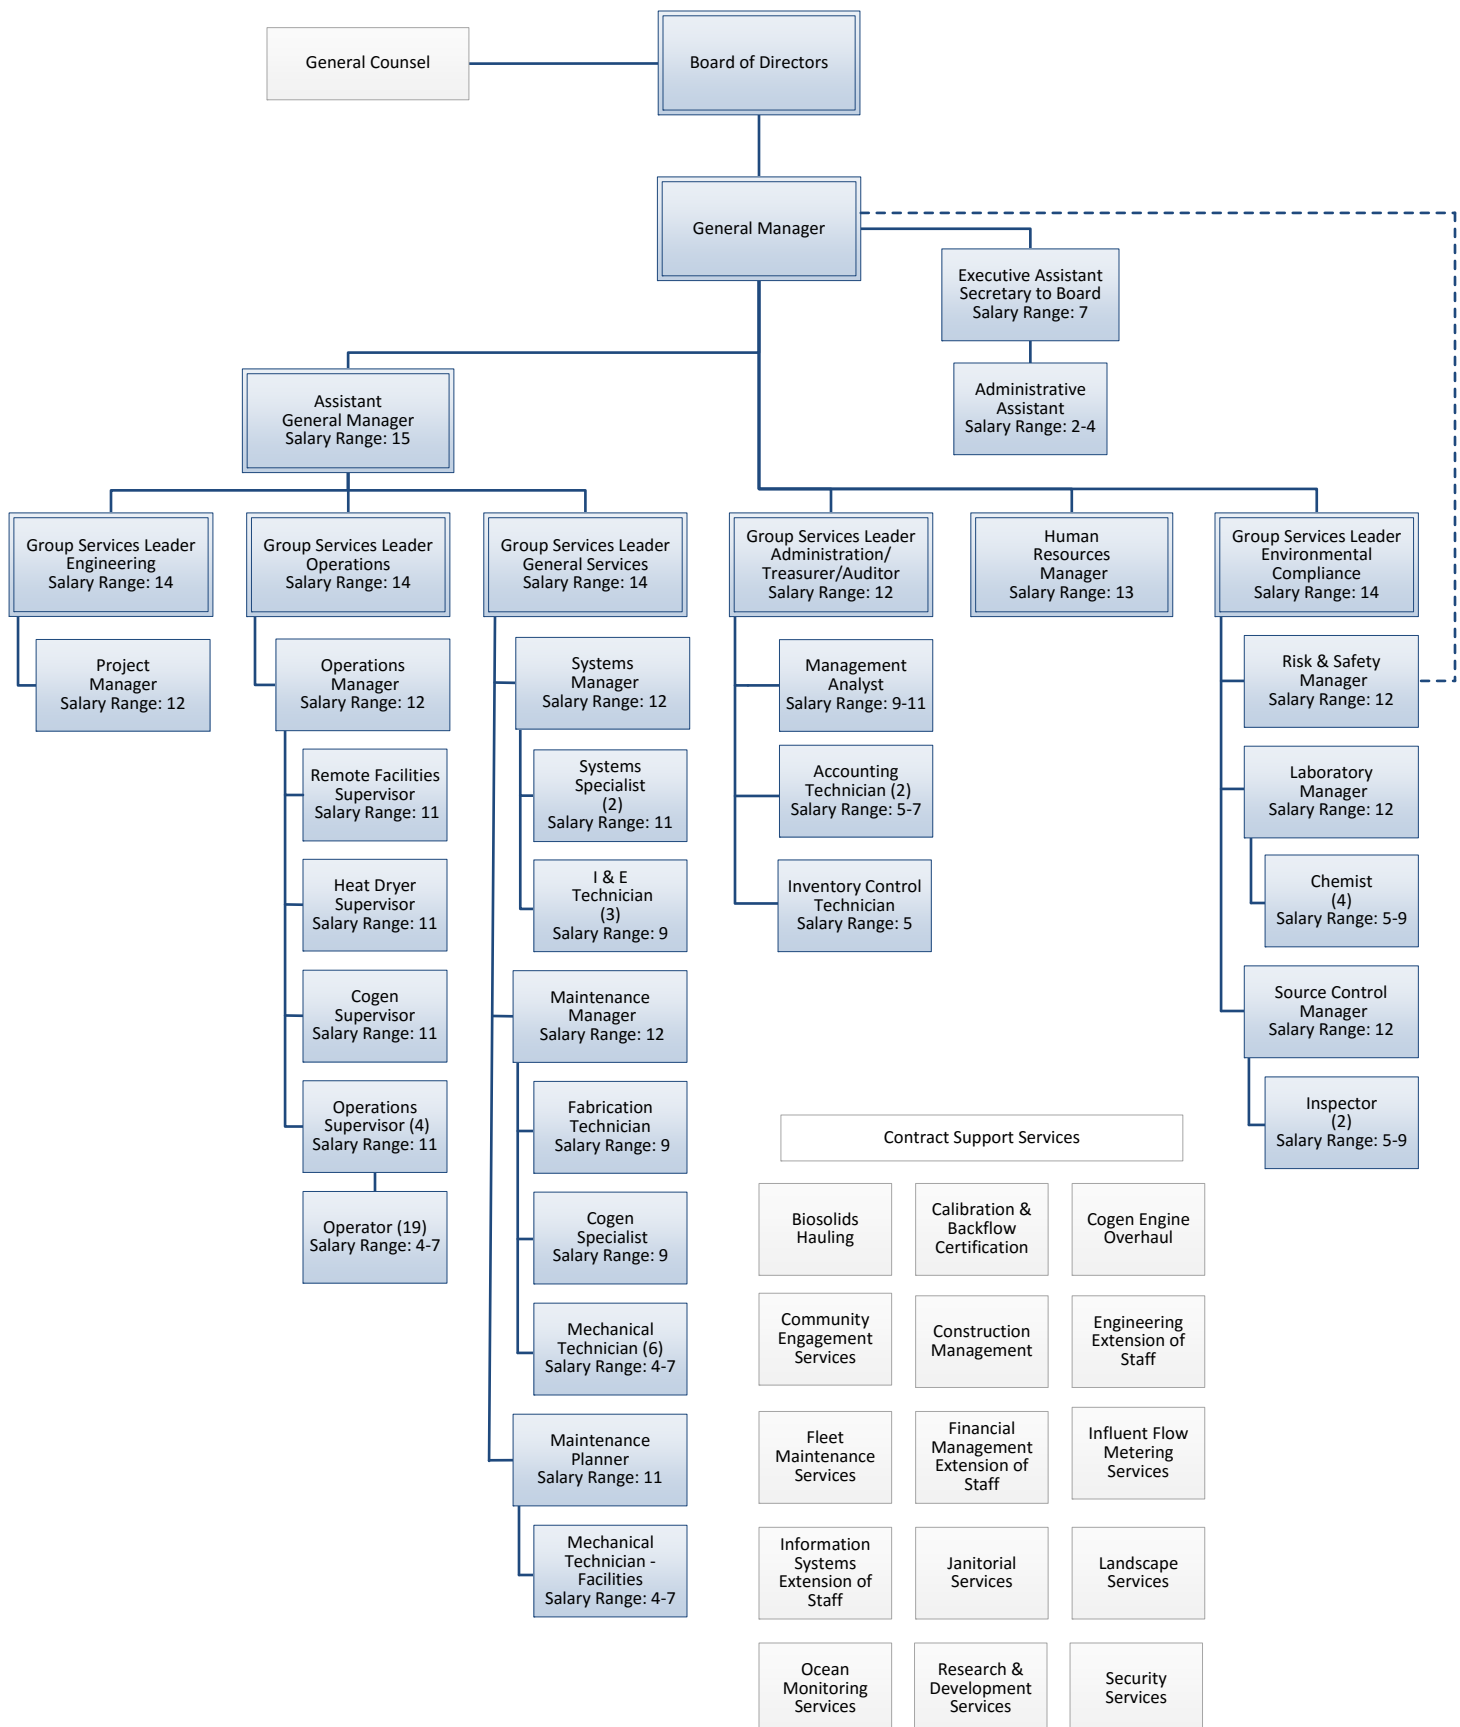 General Counsel
Board of Directors
General Manager
Executive Assistant
Secretary to Board
Salary Range: 7
Administrative
Assistant
Salary Range: 2-4
Assistant
General Manager
Salary Range: 15
Group Services Leader
Engineering
Salary Range: 14
Group Services Leader
Operations
Salary Range: 14
Group Services Leader
General Services
Salary Range: 14
Group Services Leader
Administration/
Treasurer/Auditor
Salary Range: 12
Human
Resources
Manager
Salary Range: 13
Group Services Leader
Environmental
Compliance
Salary Range: 14
Project
Manager
Salary Range: 12
Operations
Manager
Salary Range: 12
Remote Facilities
Supervisor
Salary Range: 11
Heat Dryer
Supervisor
Salary Range: 11
Cogen
Supervisor
Salary Range: 11
Operations
Supervisor (4)
Salary Range: 11
Operator (19)
Salary Range: 4-7
Systems
Manager
Salary Range: 12
Systems
Specialist
(2)
Salary Range: 11
I & E
Technician
(3)
Salary Range: 9
Maintenance
Manager
Salary Range: 12
Fabrication
Technician
Salary Range: 9
Cogen
Specialist
Salary Range: 9
Mechanical
Technician (6)
Salary Range: 4-7
Maintenance
Planner
Salary Range: 11
Mechanical
Technician -
Facilities
Salary Range: 4-7
Management
Analyst
Salary Range: 9-11
Accounting
Technician (2)
Salary Range: 5-7
Inventory Control
Technician
Salary Range: 5
Risk & Safety
Manager
Salary Range: 12
Laboratory
Manager
Salary Range: 12
Chemist
(4)
Salary Range: 5-9
Source Control
Manager
Salary Range: 12
Inspector
(2)
Salary Range: 5-9
Contract Support Services
Biosolids
Hauling
Calibration &
Backflow
Certification
Cogen Engine
Overhaul
Community
Engagement
Services
Construction
Management
Engineering
Extension of
Staff
Fleet
Maintenance
Services
Financial
Management
Extension of
Staff
Influent Flow
Metering
Services
Information
Systems
Extension of
Staff
Janitorial
Services
Landscape
Services
Ocean
Monitoring
Services
Research &
Development
Services
Security
Services